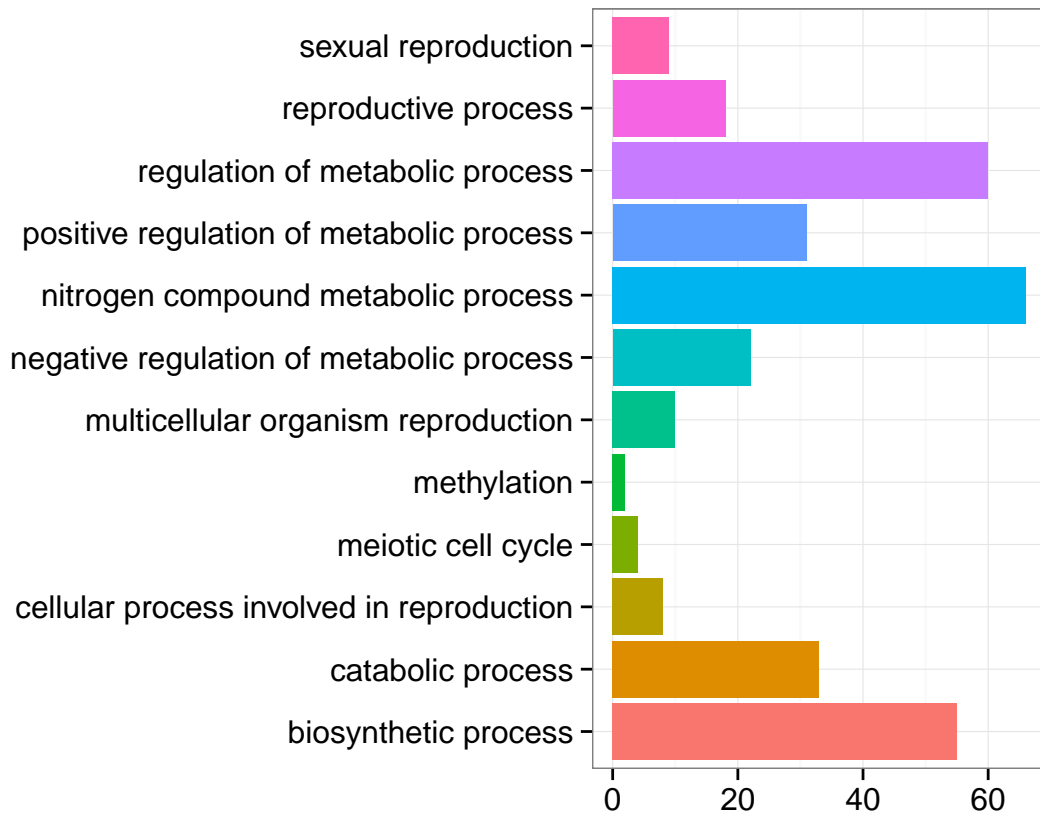 sexual reproduction
reproductive process
regulation of metabolic process
positive regulation of metabolic process
nitrogen compound metabolic process
negative regulation of metabolic process
multicellular organism reproduction
methylation
meiotic cell cycle
cellular process involved in reproduction
catabolic process
biosynthetic process
0 20 40 60